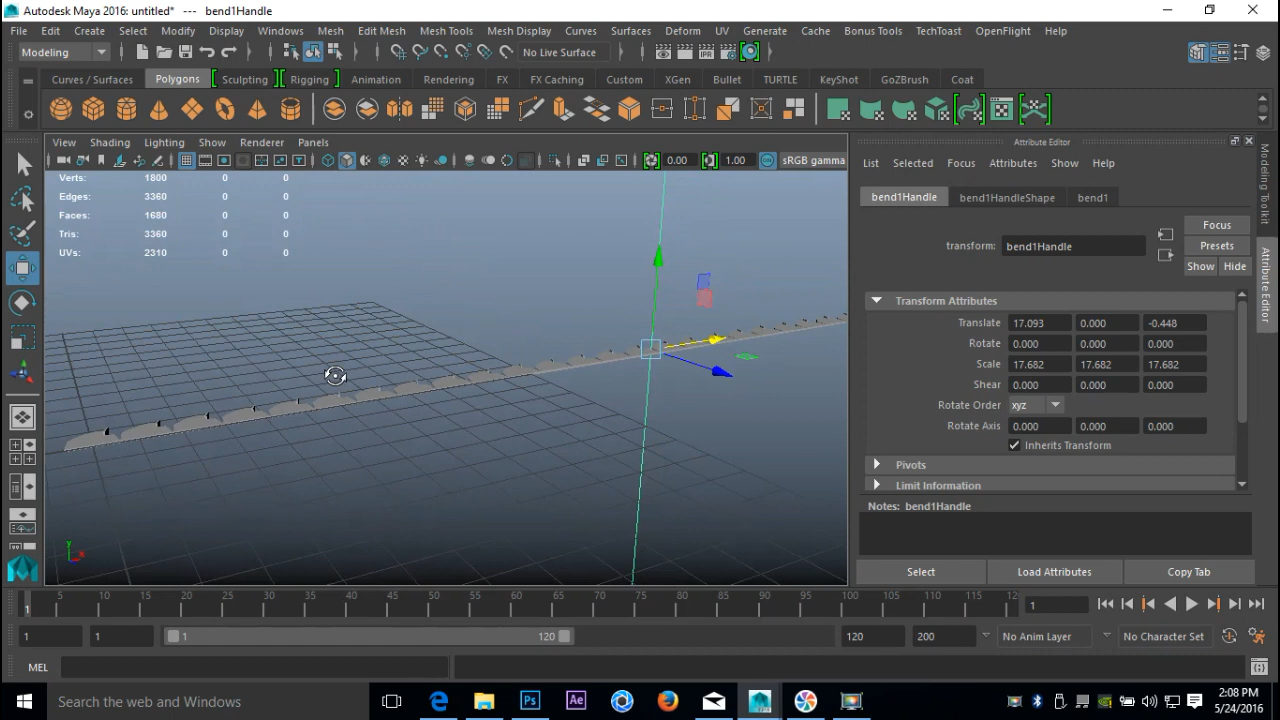 Autodesk Maya 2016: untitled* --- bend1Handle
File Edit Create Select Modify Display Windows Mesh Edit Mesh Mesh Tools Mesh Display Curves Surfaces Deform UV Generate Cache Bonus Tools TechToast OpenFlight Help
Modeling No Live Surface
Curves / Surfaces Polygons Sculpting Rigging Animation Rendering FX FX Caching Custom XGen Bullet TURTLE KeyShot GoZBrush Coat
View Shading Lighting Show Renderer Panels
0.00 1.00 sRGB gamma
Verts: 1800 0 0
Edges: 3360 0 0
Faces: 1680 0 0
Tris: 3360 0 0
UVs: 2310 0 0
Attribute Editor
List Selected Focus Attributes Show Help
bend1Handle bend1HandleShape bend1
Focus
transform: bend1Handle Presets
Show Hide
Transform Attributes
Translate 17.093 0.000 -0.448
Rotate 0.000 0.000 0.000
Scale 17.682 17.682 17.682
Shear 0.000 0.000 0.000
Rotate Order xyz
Rotate Axis 0.000 0.000 0.000
Inherits Transform
Pivots
Limit Information
Notes: bend1Handle
Select Load Attributes Copy Tab
Modeling Toolkit
Attribute Editor
y x
1 5 10 15 20 25 30 35 40 45 50 55 60 65 70 75 80 85 90 95 100 105 110 115 12 1
1 1 1 120 120 200 No Anim Layer No Character Set
MEL
Search the web and Windows
Ps Ae
2:08 PM
5/24/2016